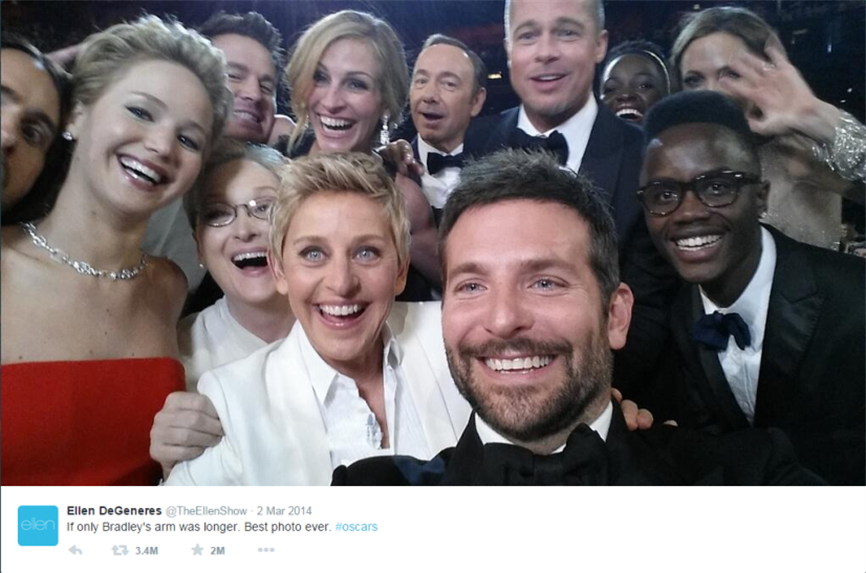 ellen
Ellen DeGeneres @TheEllenShow · 2 Mar 2014
If only Bradley's arm was longer. Best photo ever. #oscars
3.4M 2M